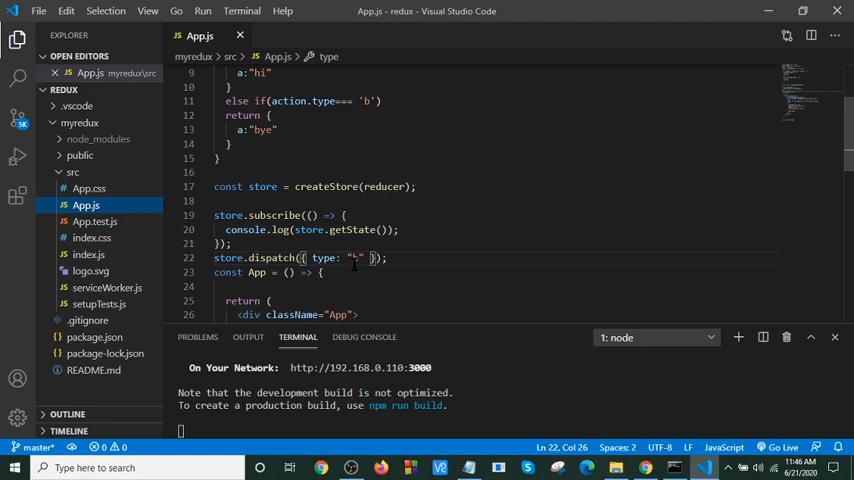 File Edit Selection View Go Run Terminal Help App.js - redux - Visual Studio Code
EXPLORER
OPEN EDITORS
App.js myredux\src
REDUX
.vscode
myredux
node_modules
public
src
App.css
App.js
App.test.js
index.css
index.js
logo.svg
serviceWorker.js
setupTests.js
.gitignore
package.json
package-lock.json
README.md
OUTLINE
TIMELINE
5K
App.js
myredux > src > App.js > type
9 a:"hi"
10 }
11 else if(action.type=== 'b')
12 return {
13 a:"bye"
14 }
15 }
16
17 const store = createStore(reducer);
18
19 store.subscribe(() => {
20 console.log(store.getState());
21 });
22 store.dispatch({ type: "b" });
23 const App = () => {
24
25 return (
26 <div className="App">
PROBLEMS OUTPUT TERMINAL DEBUG CONSOLE 1: node
On Your Network: http://192.168.0.110:3000
Note that the development build is not optimized.
To create a production build, use npm run build.
master* 0 0 Ln 22, Col 26 Spaces: 2 UTF-8 LF JavaScript Go Live
Type here to search
11:46 AM
6/21/2020